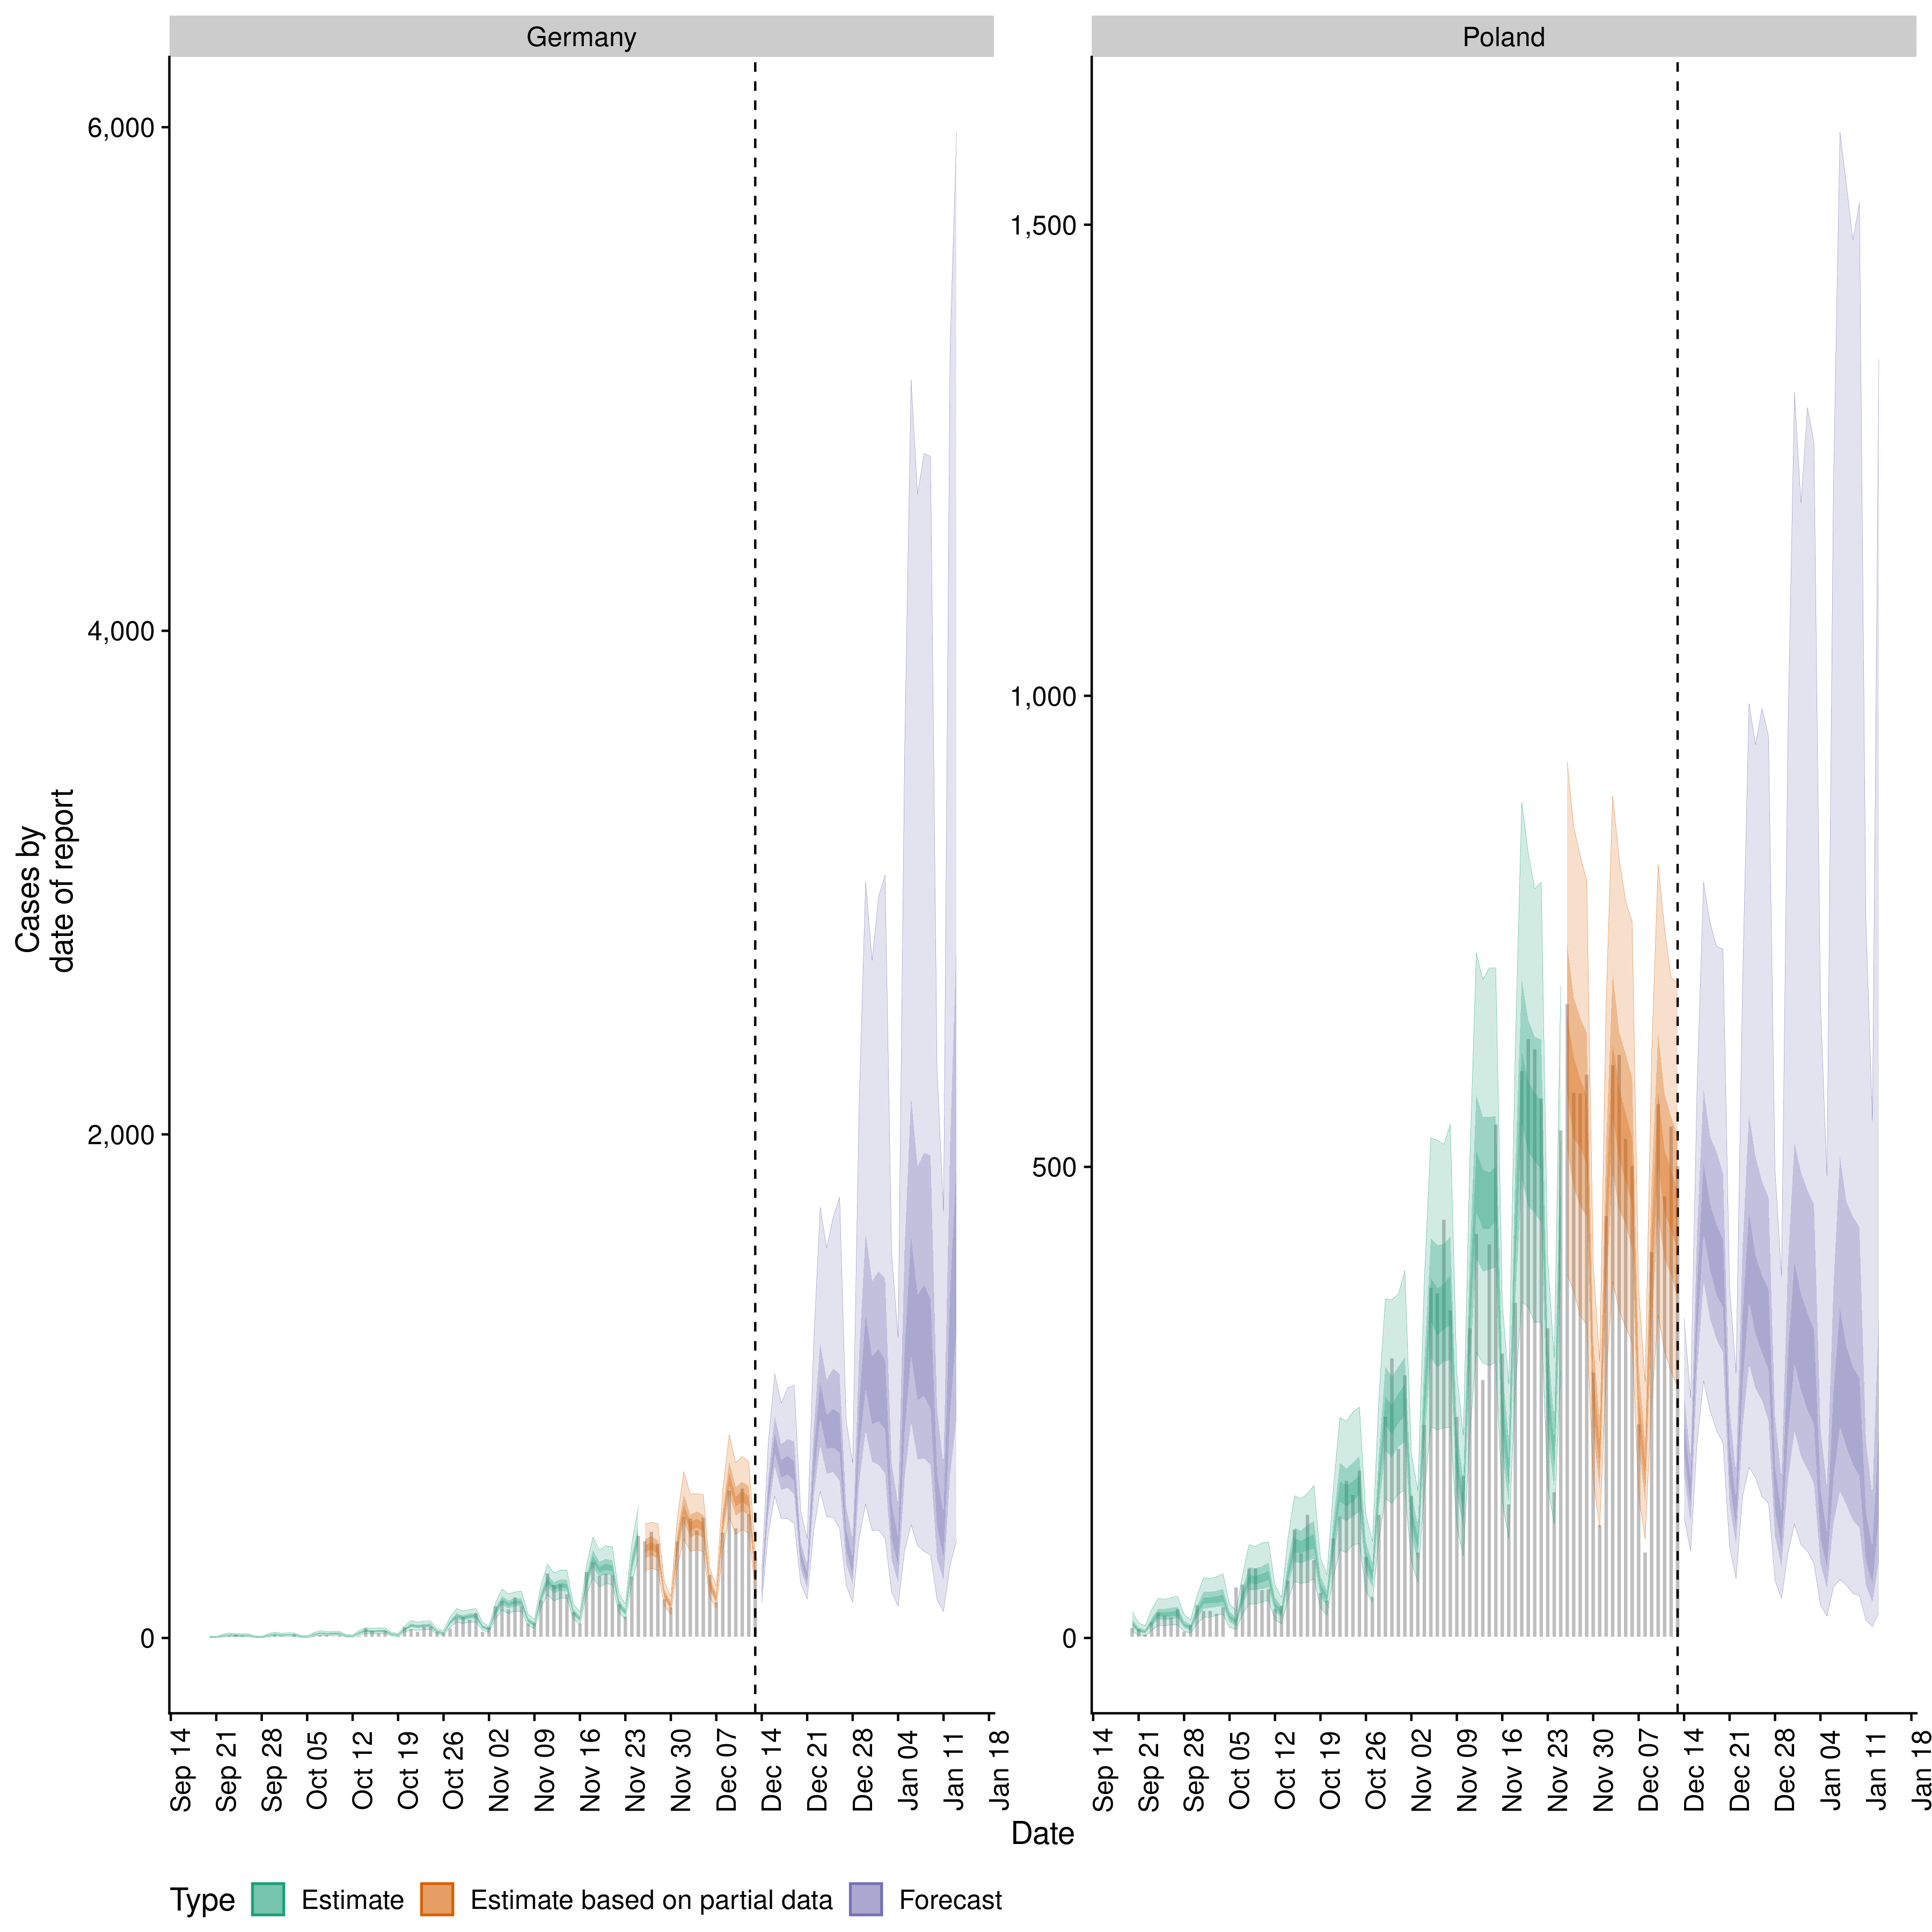 Germany
Poland
6,000
4,000
2,000
0
1,500
1,000
500
0
Cases by
date of report
Sep 14
Sep 21
Sep 28
Oct 05
Oct 12
Oct 19
Oct 26
Nov 02
Nov 09
Nov 16
Nov 23
Nov 30
Dec 07
Dec 14
Dec 21
Dec 28
Jan 04
Jan 11
Jan 18
Sep 14
Sep 21
Sep 28
Oct 05
Oct 12
Oct 19
Oct 26
Nov 02
Nov 09
Nov 16
Nov 23
Nov 30
Dec 07
Dec 14
Dec 21
Dec 28
Jan 04
Jan 11
Jan 18
Date
Type Estimate Estimate based on partial data Forecast